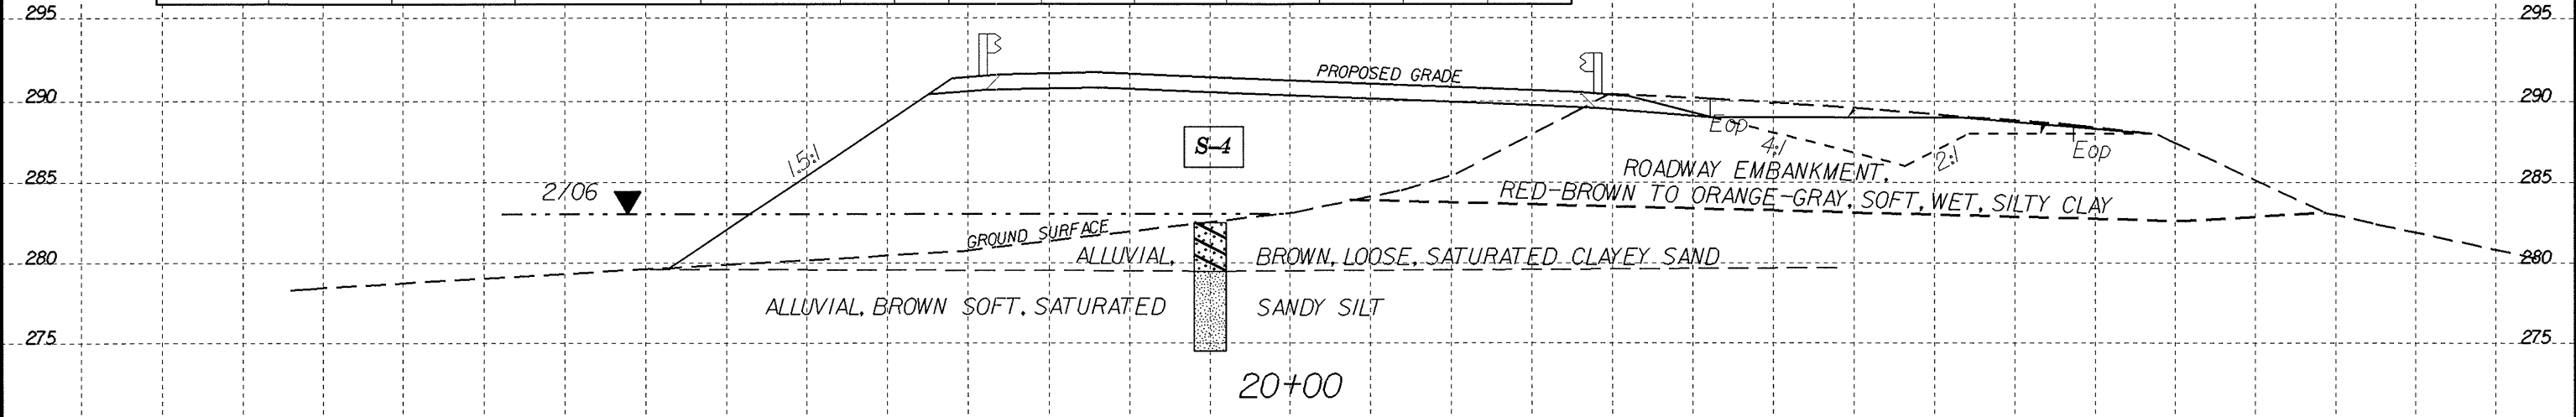 295
295
PROPOSED GRADE
290
290
Eop
4:1
2:1
Eop
S-4
1.5:1
ROADWAY EMBANKMENT,
RED-BROWN TO ORANGE-GRAY, SOFT, WET, SILTY CLAY
285
285
2/06
GROUND SURFACE
ALLUVIAL, BROWN, LOOSE, SATURATED CLAYEY SAND
280
280
ALLUVIAL, BROWN SOFT, SATURATED SANDY SILT
275
275
20+00